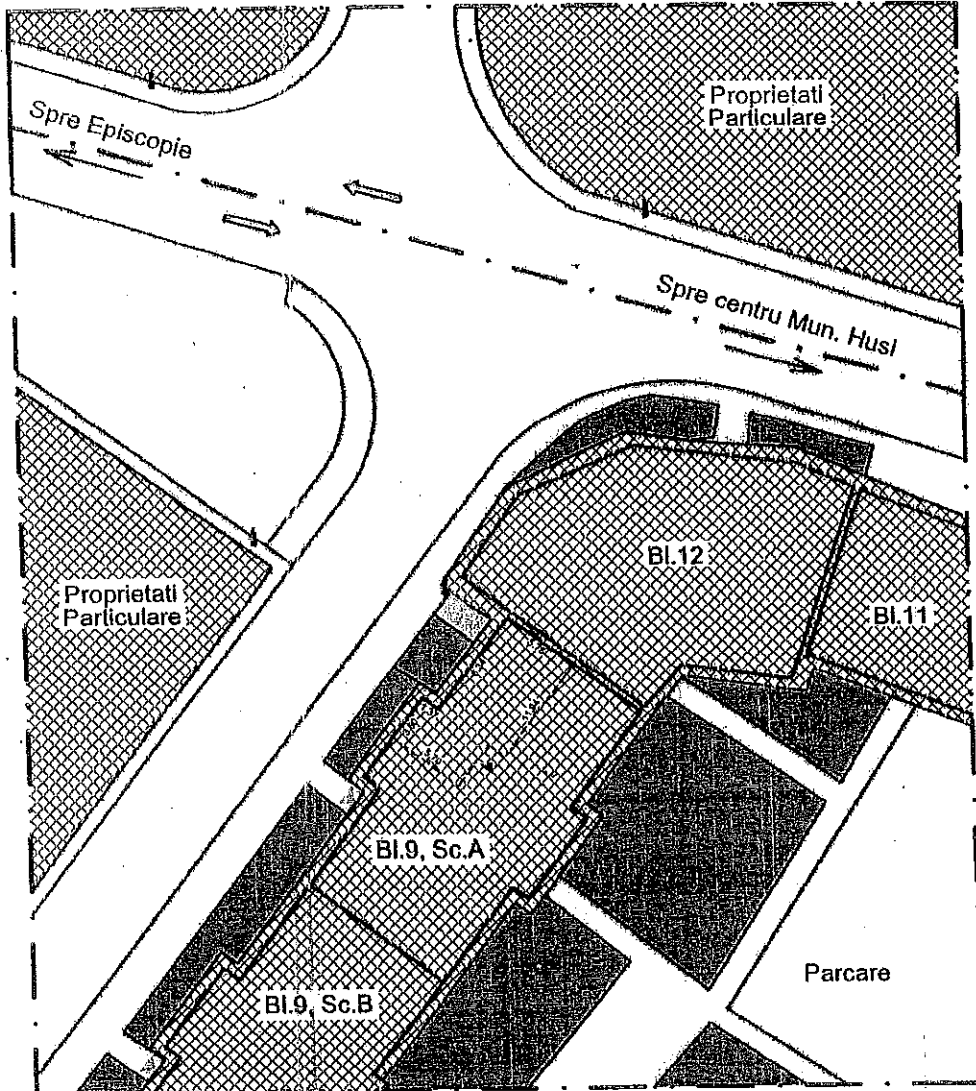 Proprietati
Particulare
Spre Episcopie
Spre centru Mun. Husi
Bl.12
Bl.11
Proprietati
Particulare
Bl.9, Sc.A
Parcare
Bl.9, Sc.B